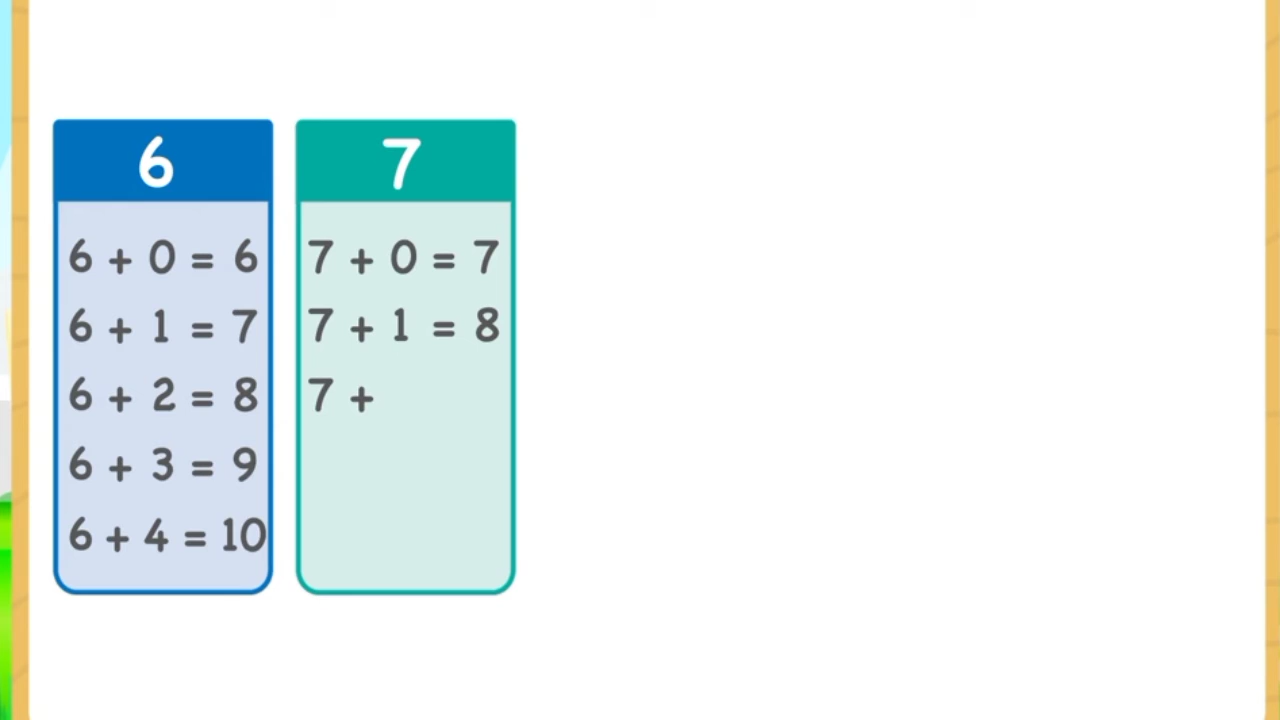 6
6 + 0 = 6
6 + 1 = 7
6 + 2 = 8
6 + 3 = 9
6 + 4 = 10
7
7 + 0 = 7
7 + 1 = 8
7 +